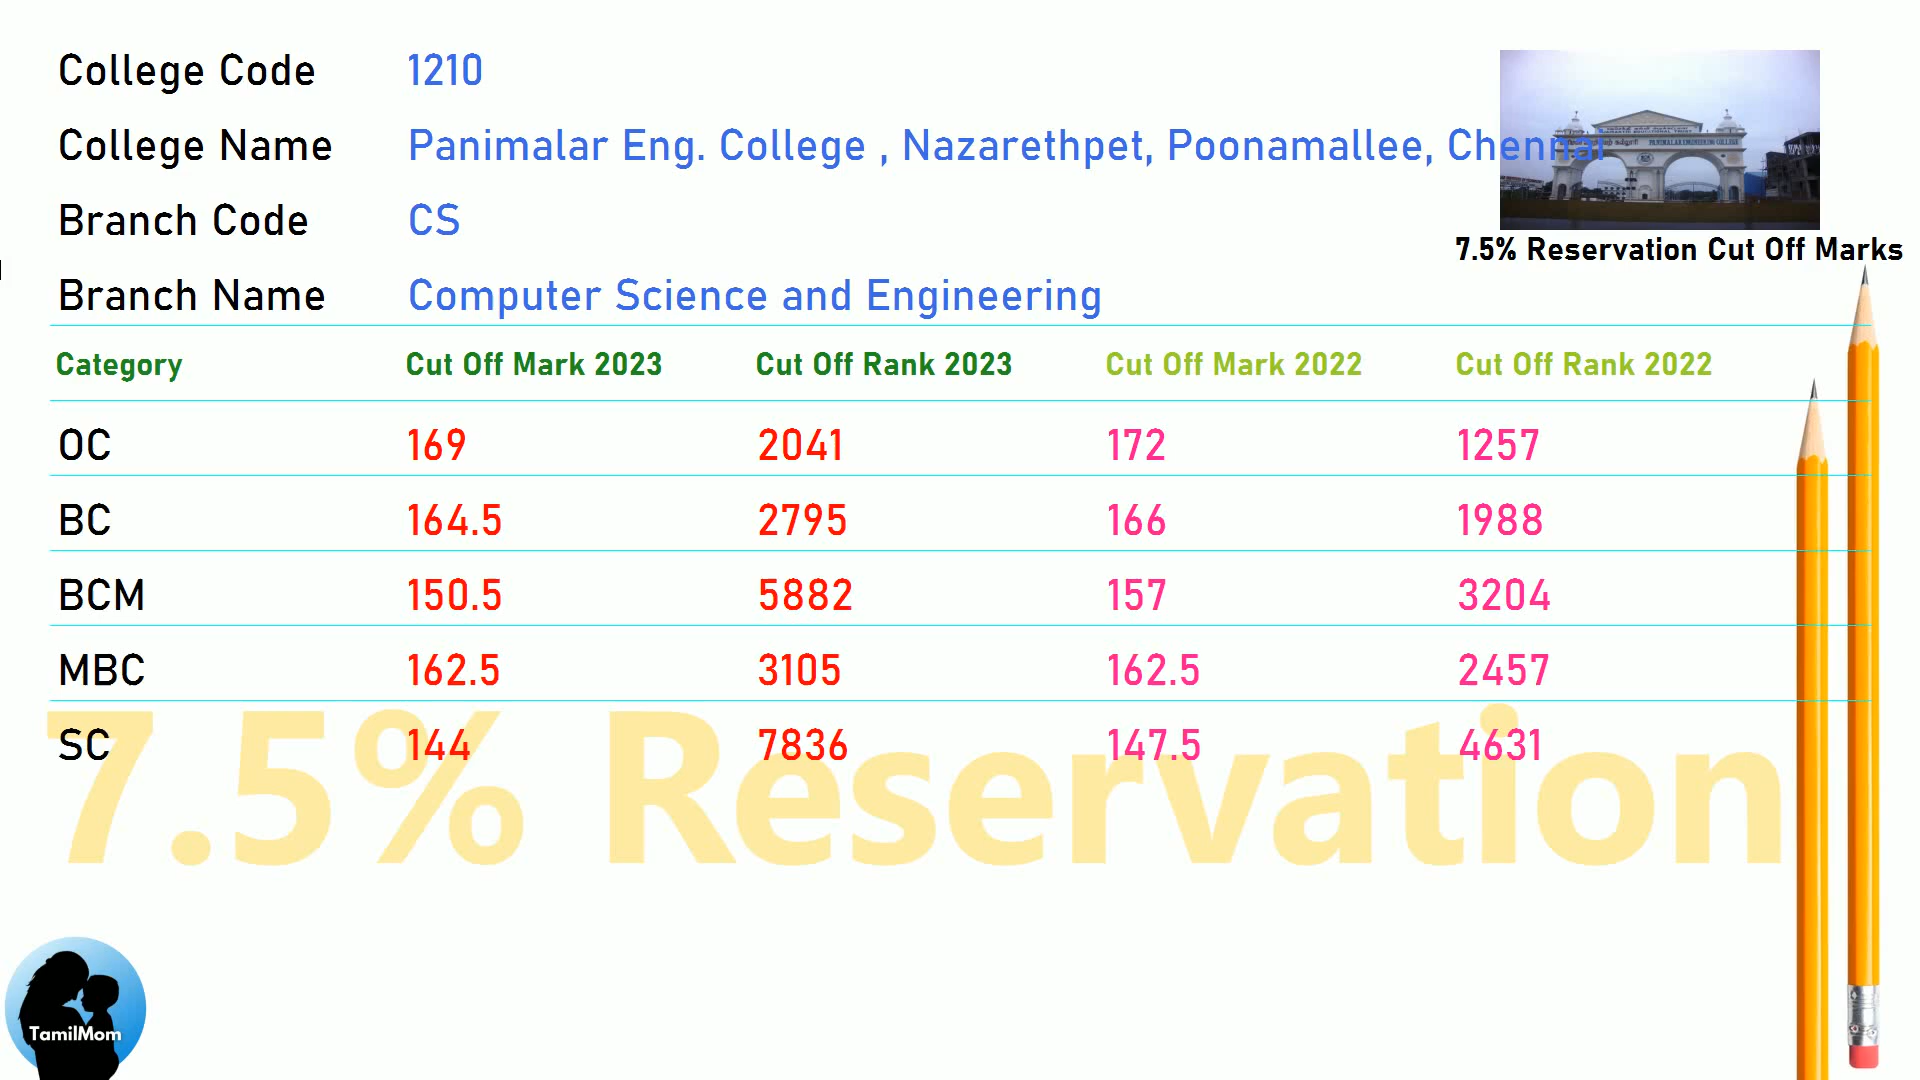 College Code 1210
College Name Panimalar Eng. College , Nazarethpet, Poonamallee, Chennai
PANIMALAR ENGINEERING COLLEGE
Branch Code CS
7.5% Reservation Cut Off Marks
Branch Name Computer Science and Engineering
Category Cut Off Mark 2023 Cut Off Rank 2023 Cut Off Mark 2022 Cut Off Rank 2022
OC 169 2041 172 1257
BC 164.5 2795 166 1988
BCM 150.5 5882 157 3204
MBC 162.5 3105 162.5 2457
SC 144 7836 147.5 4631
7.5% Reservation
TamilMom